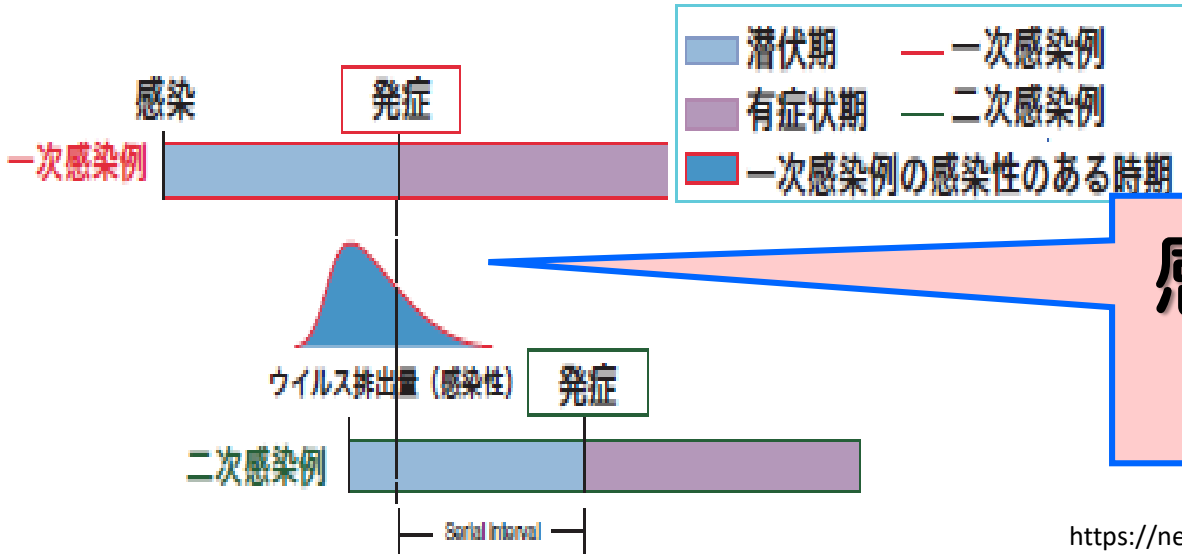 潜伏期
一次感染例
有症状期
二次感染例
一次感染例の感染性のある時期
感染
発症
一次感染例
感
ウイルス排出量（感染性）
発症
二次感染例
Serial interval
https://ne